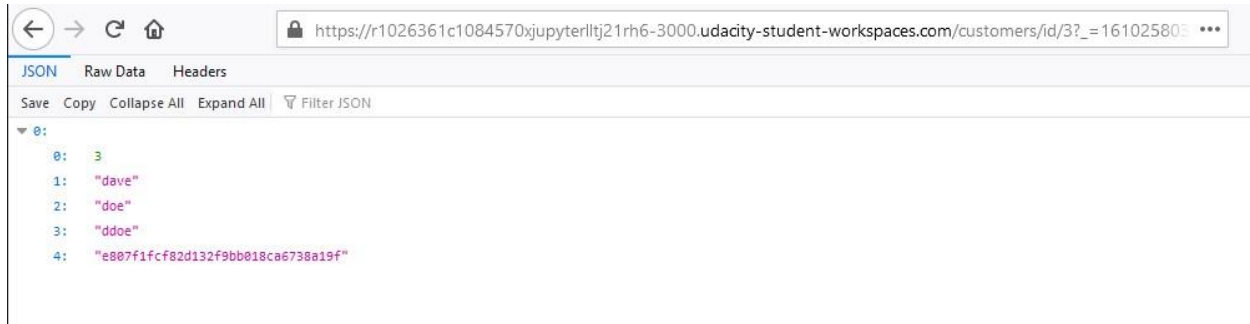 https://r1026361c1084570xjupyterlltj21rh6-3000.udacity-student-workspaces.com/customers/id/3?_=161025803
JSON Raw Data Headers
Save Copy Collapse All Expand All Filter JSON
0:
0: 3
1: "dave"
2: "doe"
3: "ddoe"
4: "e807f1fcf82d132f9bb018ca6738a19f"